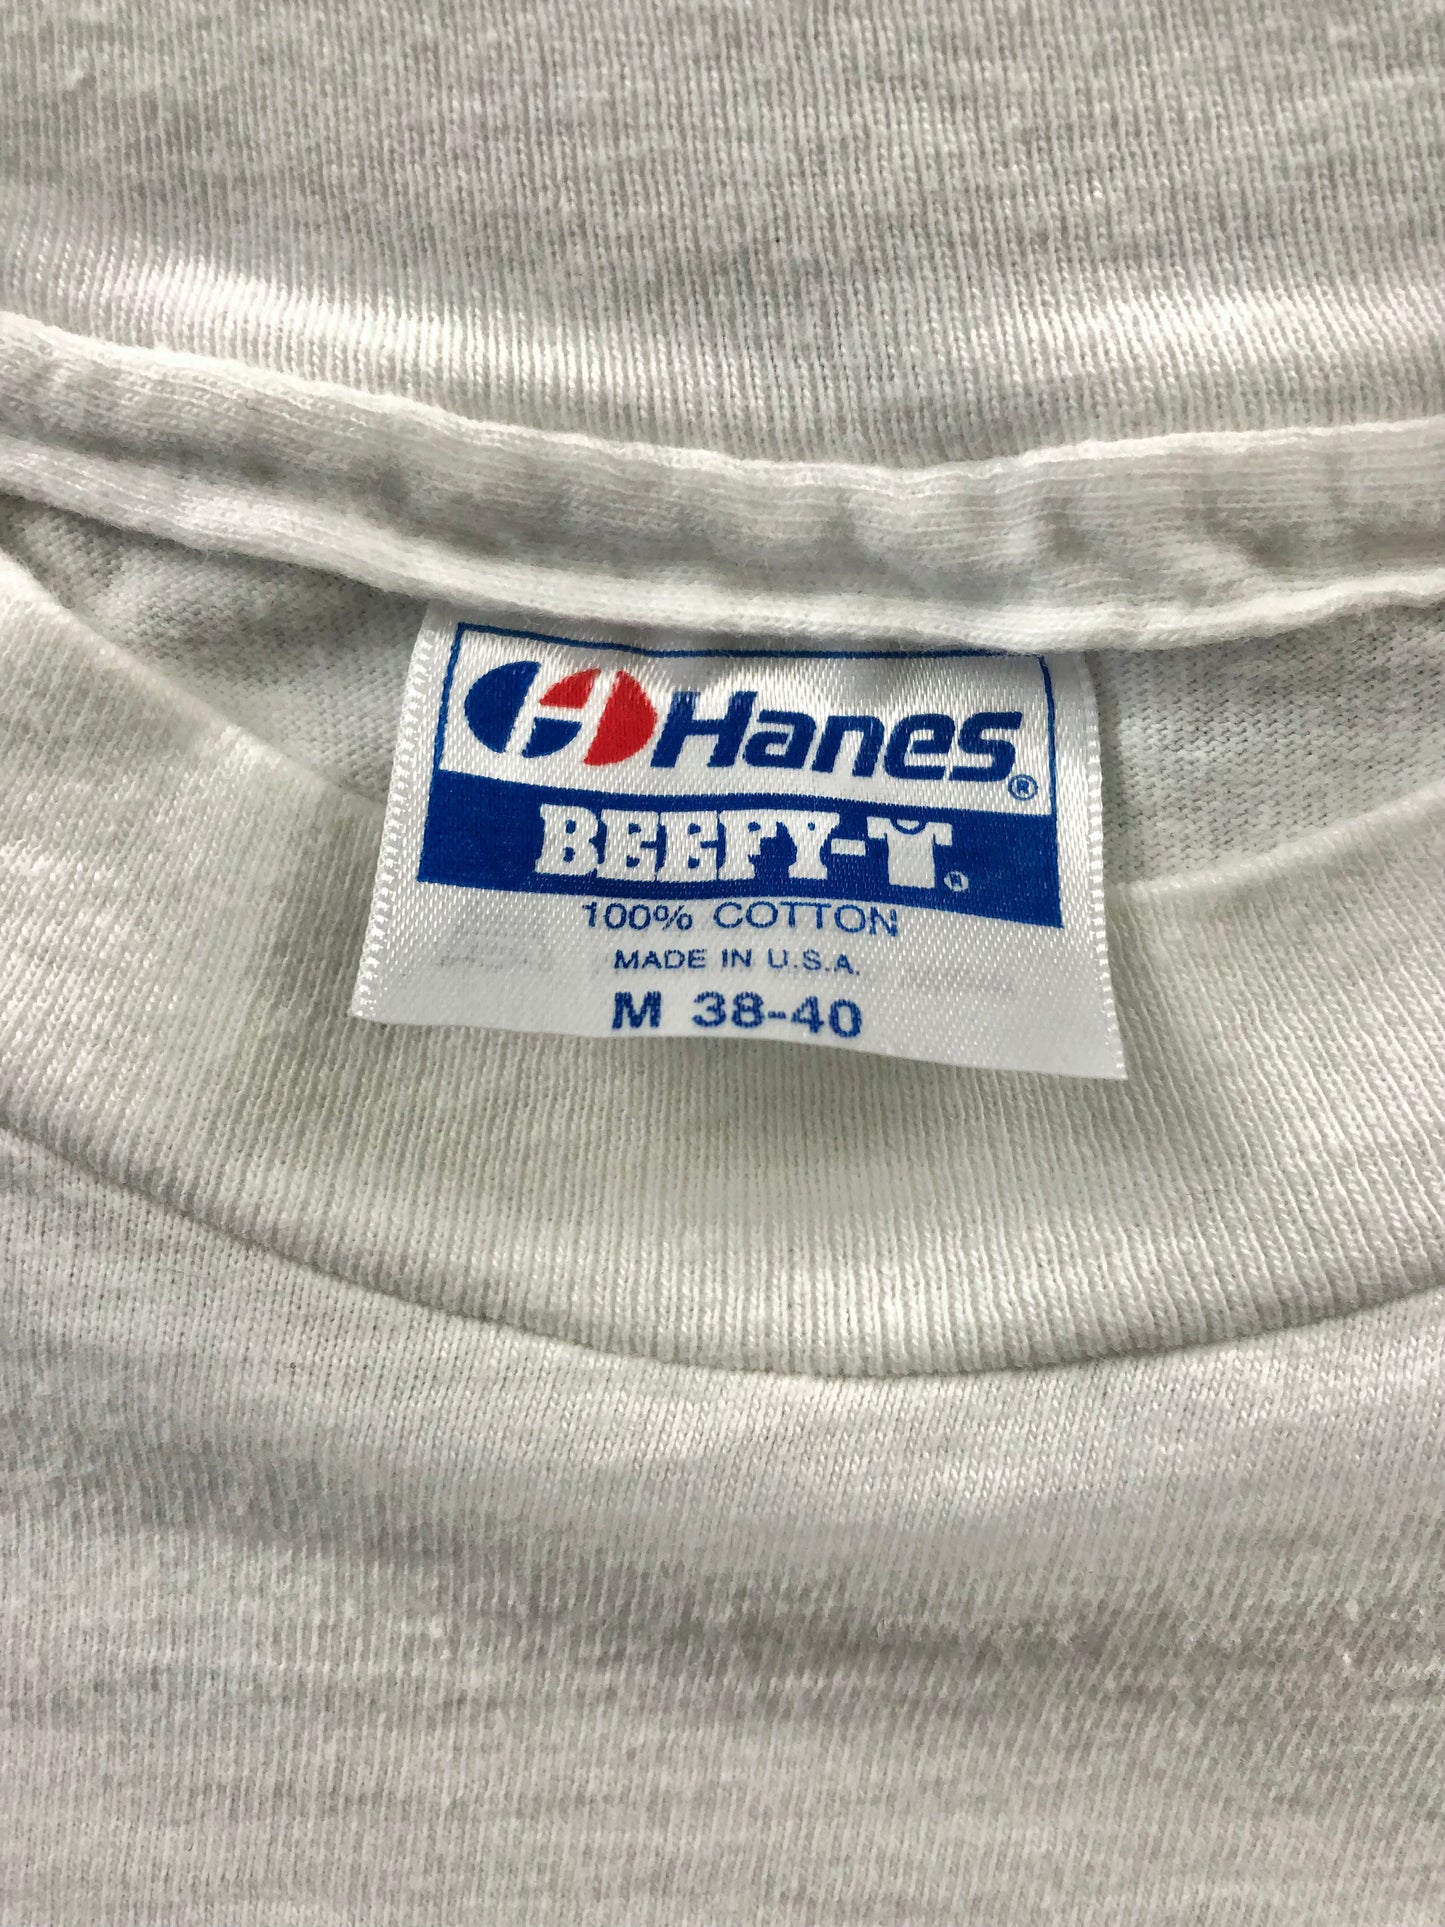 Hanes®
BEEFY-T®
100% COTTON
MADE IN U.S.A.
M 38-40